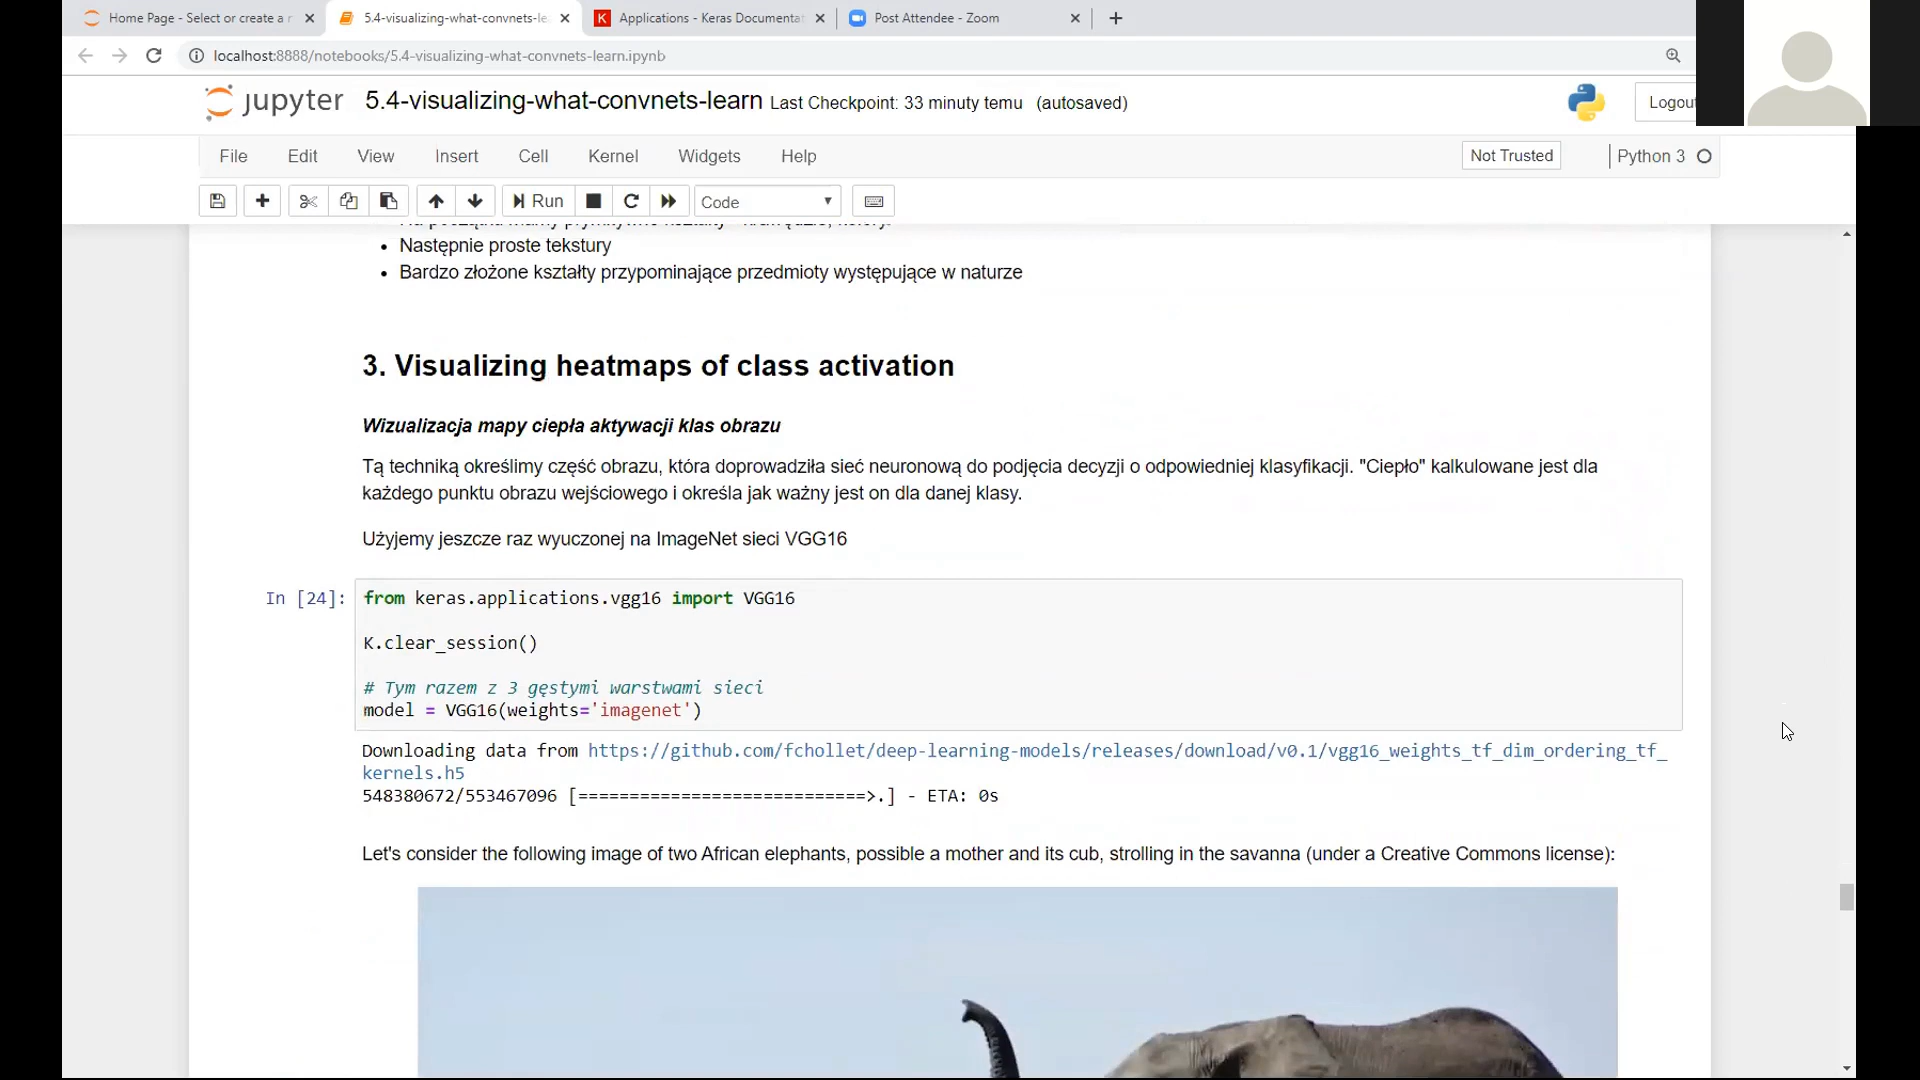 Home Page - Select or create a n
5.4-visualizing-what-convnets-le
Applications - Keras Documentat
Post Attendee - Zoom
localhost:8888/notebooks/5.4-visualizing-what-convnets-learn.ipynb
jupyter 5.4-visualizing-what-convnets-learn Last Checkpoint: 33 minuty temu (autosaved)
Logout
File Edit View Insert Cell Kernel Widgets Help Not Trusted Python 3
Run Code
• Następnie proste tekstury
• Bardzo złożone kształty przypominające przedmioty występujące w naturze
3. Visualizing heatmaps of class activation
Wizualizacja mapy ciepła aktywacji klas obrazu
Tą techniką określimy część obrazu, która doprowadziła sieć neuronową do podjęcia decyzji o odpowiedniej klasyfikacji. "Ciepło" kalkulowane jest dla
każdego punktu obrazu wejściowego i określa jak ważny jest on dla danej klasy.
Użyjemy jeszcze raz wyuczonej na ImageNet sieci VGG16
In [24]: from keras.applications.vgg16 import VGG16
K.clear_session()
# Tym razem z 3 gęstymi warstwami sieci
model = VGG16(weights='imagenet')
Downloading data from https://github.com/fchollet/deep-learning-models/releases/download/v0.1/vgg16_weights_tf_dim_ordering_tf_
kernels.h5
548380672/553467096 [============================>.] - ETA: 0s
Let's consider the following image of two African elephants, possible a mother and its cub, strolling in the savanna (under a Creative Commons license):